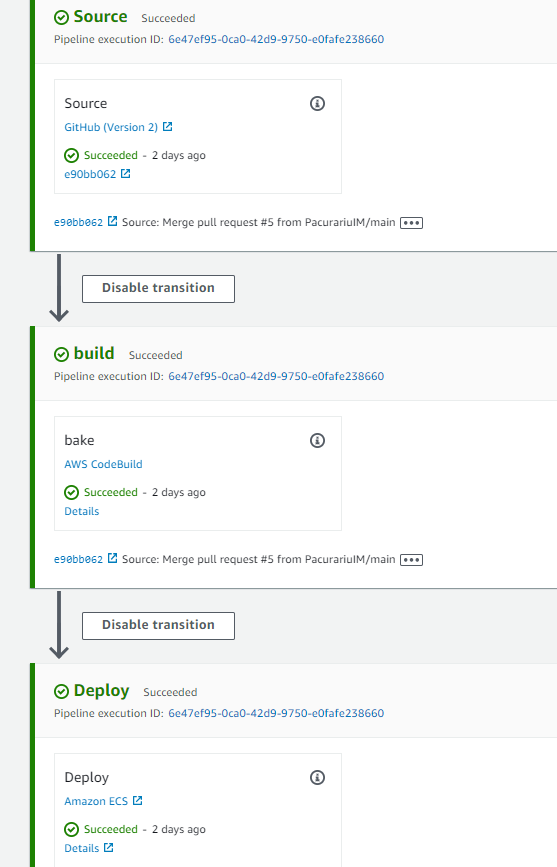 Source Succeeded
Pipeline execution ID: 6e47ef95-0ca0-42d9-9750-e0fafe238660
Source
GitHub (Version 2)
Succeeded - 2 days ago
e90bb062
e90bb062 Source: Merge pull request #5 from PacurariuIM/main
Disable transition
build Succeeded
Pipeline execution ID: 6e47ef95-0ca0-42d9-9750-e0fafe238660
bake
AWS CodeBuild
Succeeded - 2 days ago
Details
e90bb062 Source: Merge pull request #5 from PacurariuIM/main
Disable transition
Deploy Succeeded
Pipeline execution ID: 6e47ef95-0ca0-42d9-9750-e0fafe238660
Deploy
Amazon ECS
Succeeded - 2 days ago
Details